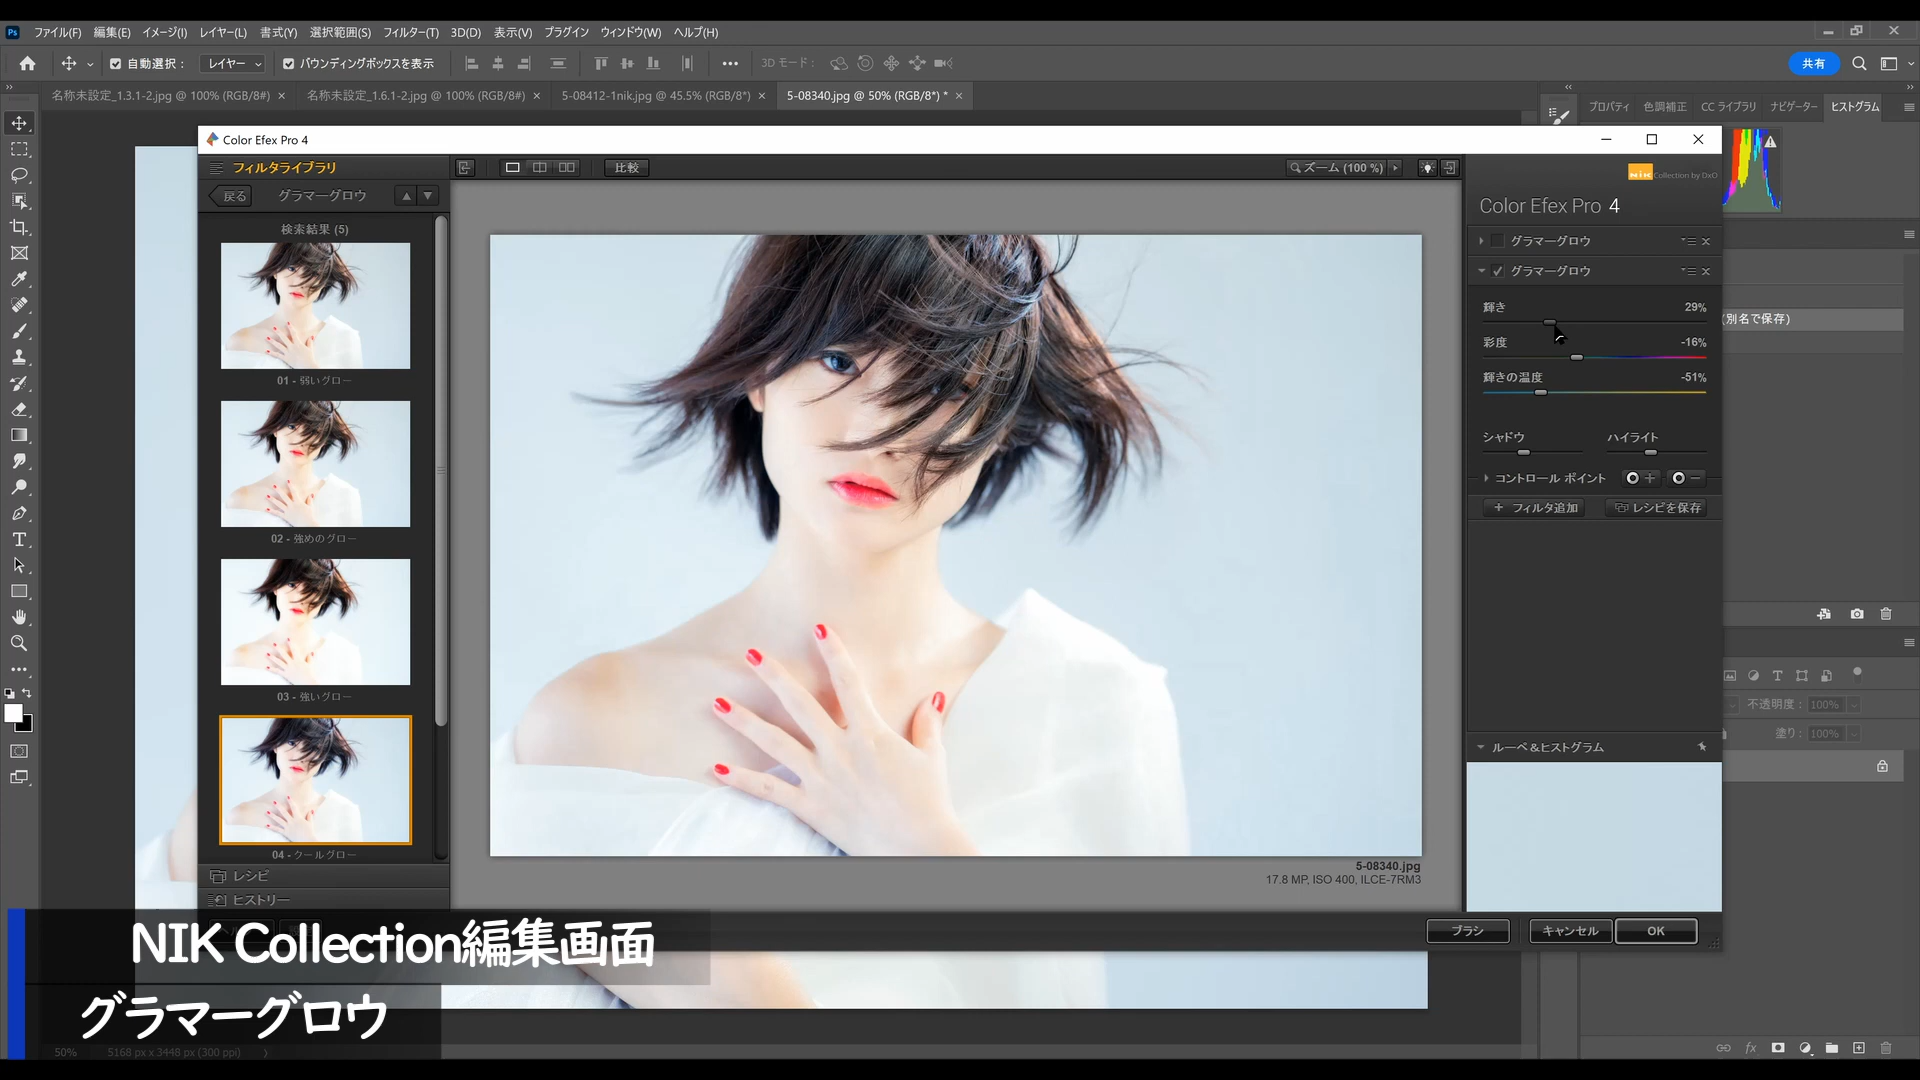 Ps ファイル(F) 編集(E) イメージ(I) レイヤー(L) 書式(Y) 選択範囲(S) フィルター(T) 3D(D) 表示(V) プラグイン ウィンドウ(W) ヘルプ(H)
自動選択： レイヤー バウンディングボックスを表示 3D モード： 共有
名称未設定_1.3.1-2.jpg @ 100% (RGB/8#) 名称未設定_1.6.1-2.jpg @ 100% (RGB/8#) 5-08412-1nik.jpg @ 45.5% (RGB/8*) 5-08340.jpg @ 50% (RGB/8*) *
プロパティ 色調補正 CC ライブラリ ナビゲーター ヒストグラム
Color Efex Pro 4
フィルタライブラリ
比較
ズーム (100 %)
戻る グラマーグロウ
検索結果 (5)
01 - 弱いグロー
02 - 強めのグロー
03 - 強いグロー
04 - クールグロー
レシピ
ヒストリー
5-08340.jpg
17.8 MP, ISO 400, ILCE-7RM3
NIK Collection by DxO
Color Efex Pro 4
グラマーグロウ
グラマーグロウ
輝き 29%
彩度 -16%
輝きの温度 -51%
シャドウ ハイライト
コントロール ポイント
フィルタ追加 レシピを保存
ルーペ＆ヒストグラム
ブラシ キャンセル OK
(別名で保存)
不透明度： 100%
塗り： 100%
NIK Collection編集画面
グラマーグロウ
50% 5168 px x 3448 px (300 ppi)